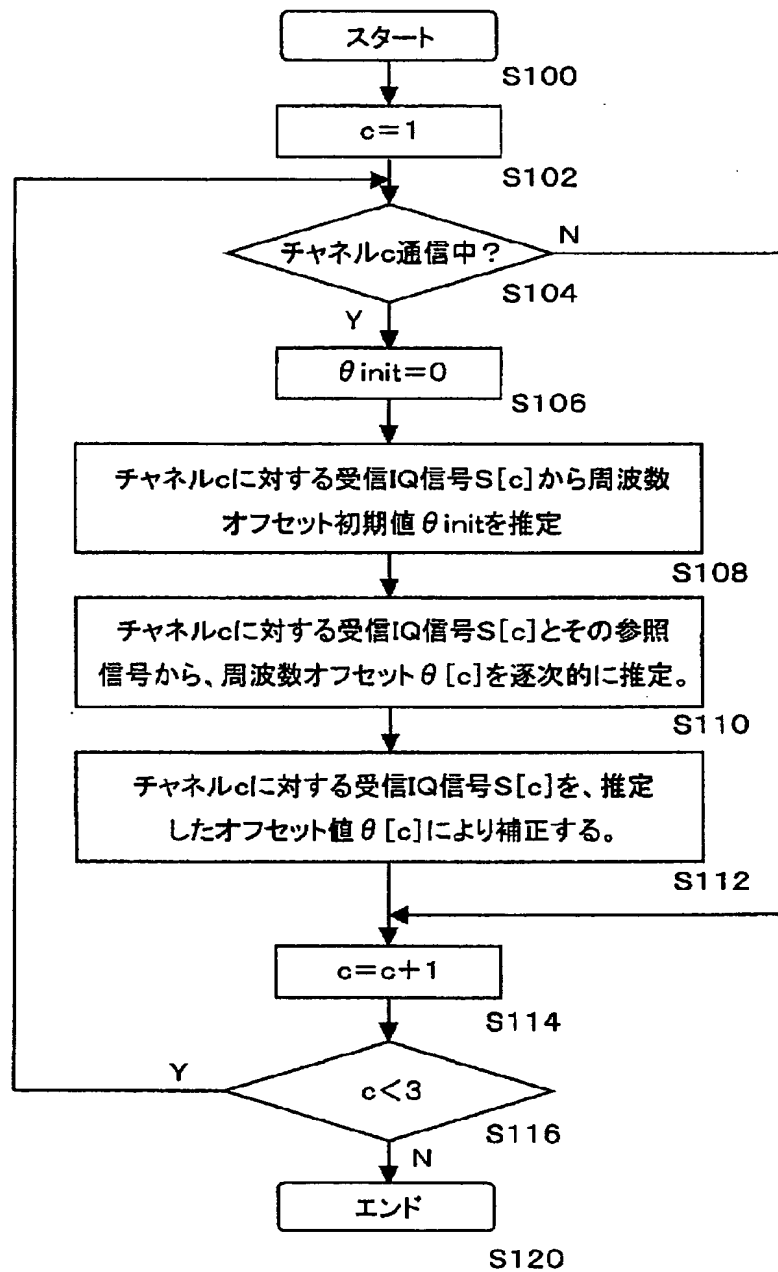 スタート
S100
c=1
S102
チャネルc通信中？
N
S104
Y
θinit=0
S106
チャネルcに対する受信IQ信号S[c]から周波数
オフセット初期値θinitを推定
S108
チャネルcに対する受信IQ信号S[c]とその参照
信号から、周波数オフセットθ[c]を逐次的に推定。
S110
チャネルcに対する受信IQ信号S[c]を、推定
したオフセット値θ[c]により補正する。
S112
c=c+1
S114
Y
c<3
S116
N
エンド
S120